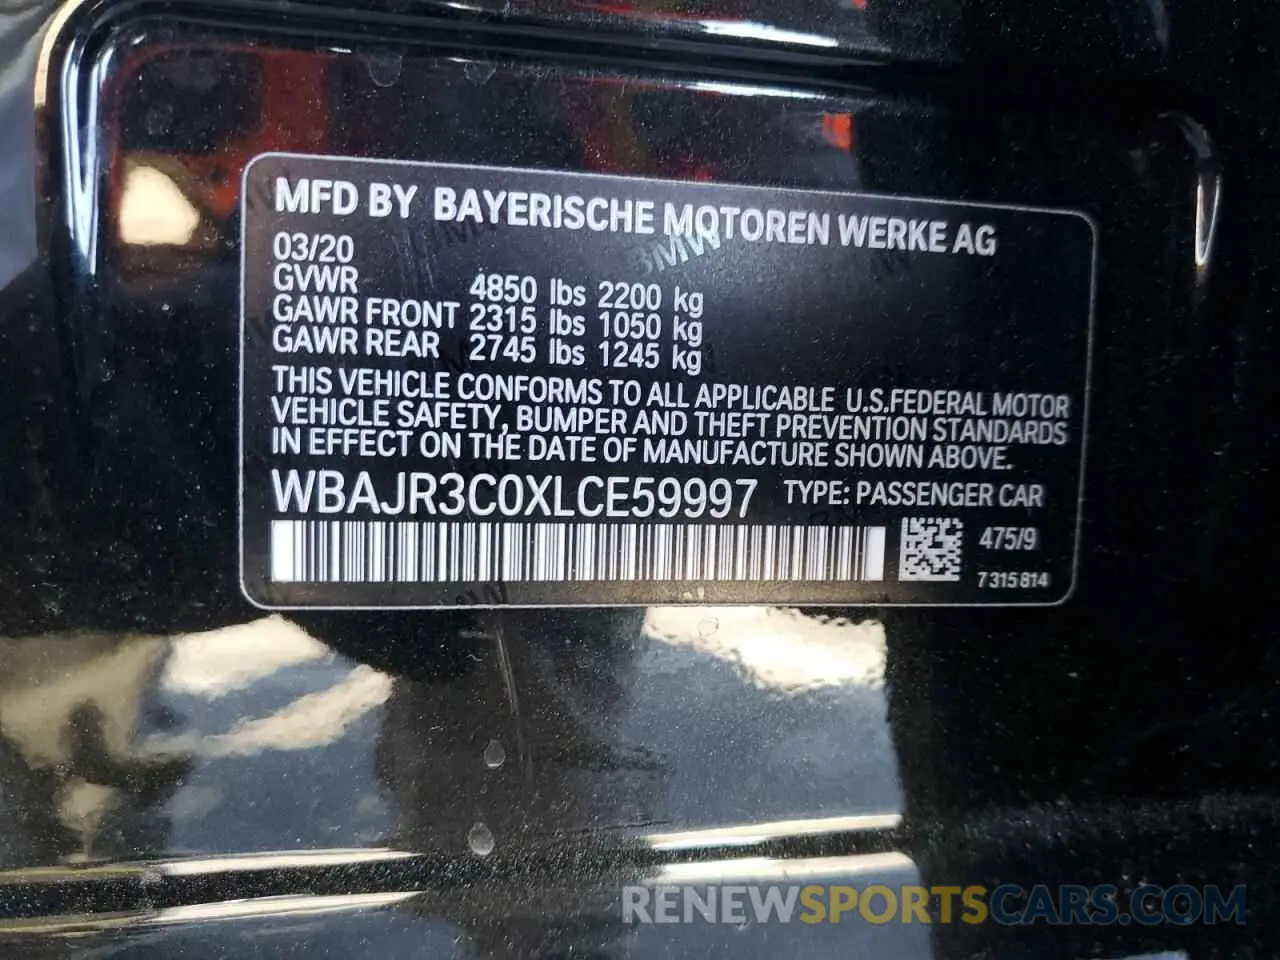 MFD BY BAYERISCHE MOTOREN WERKE AG
03/20
GVWR 4850 lbs 2200 kg
GAWR FRONT 2315 lbs 1050 kg
GAWR REAR 2745 lbs 1245 kg
THIS VEHICLE CONFORMS TO ALL APPLICABLE U.S.FEDERAL MOTOR
VEHICLE SAFETY, BUMPER AND THEFT PREVENTION STANDARDS
IN EFFECT ON THE DATE OF MANUFACTURE SHOWN ABOVE.
WBAJR3C0XLCE59997 TYPE: PASSENGER CAR
475/9
7 315 814
BMW
RENEWSPORTSCARS.COM